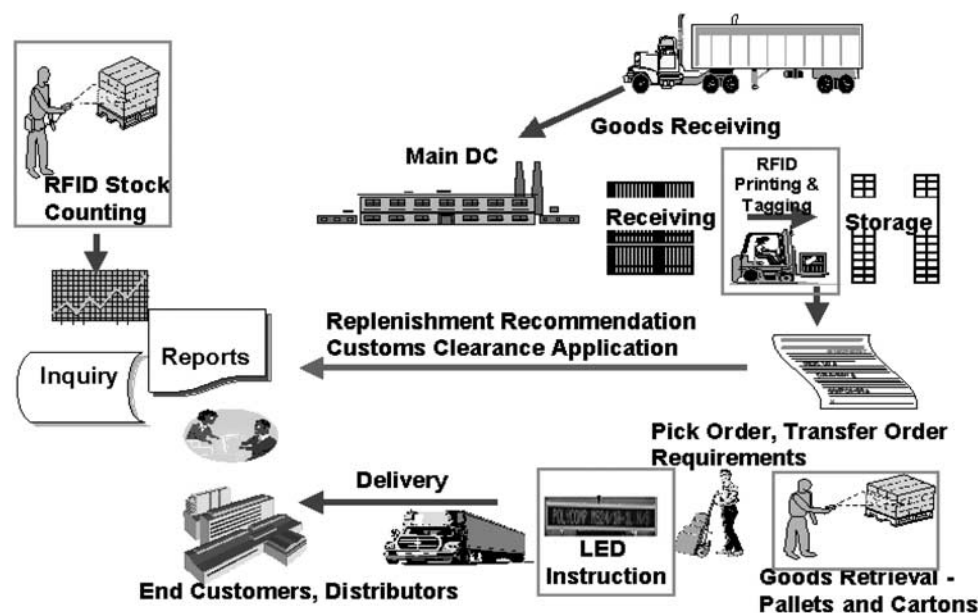 Goods Receiving
Main DC
RFID
Printing &
Tagging
Receiving
Storage
RFID Stock
Counting
Replenishment Recommendation
Customs Clearance Application
Reports
Inquiry
Pick Order, Transfer Order
Requirements
Delivery
LED
Instruction
End Customers, Distributors
Goods Retrieval -
Pallets and Cartons